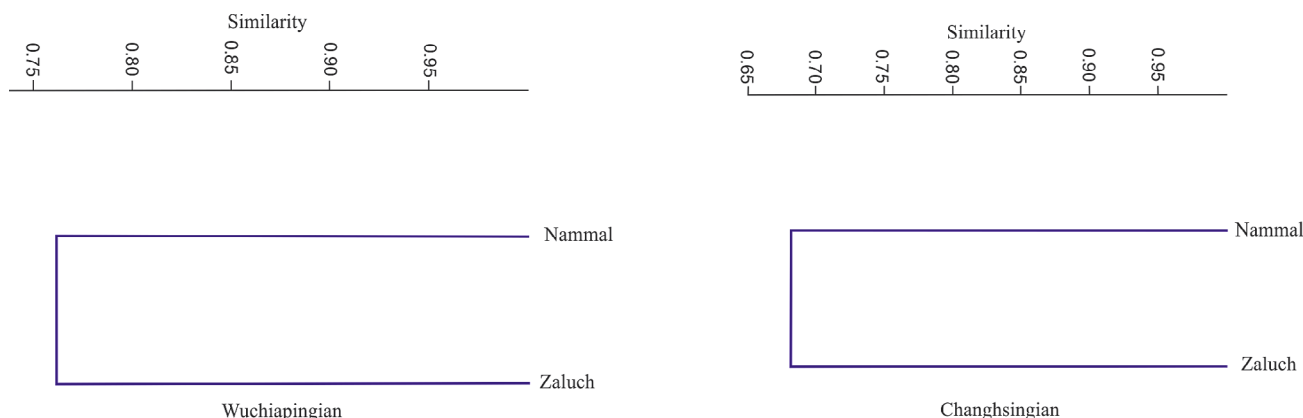 Similarity
0.75 0.80 0.85 0.90 0.95
Nammal
Zaluch
Wuchiapingian
Similarity
0.65 0.70 0.75 0.80 0.85 0.90 0.95
Nammal
Zaluch
Changhsingian